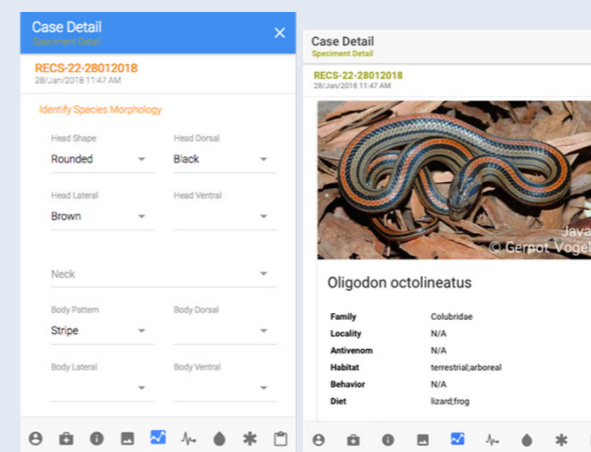 Case Detail
Speciment Detail
RECS-22-28012018
28/Jan/2018 11:47 AM
Identify Species Morphology
Head Shape
Head Dorsal
Rounded
Black
Head Lateral
Head Ventral
Brown
Neck
Body Pattern
Body Dorsal
Stripe
Body Lateral
Body Ventral
Case Detail
Speciment Detail
RECS-22-28012018
28/Jan/2018 11:47 AM
Java
© Gernot Vogel
Oligodon octolineatus
Family Colubridae
Locality N/A
Antivenom N/A
Habitat terrestrial;arboreal
Behavior N/A
Diet lizard;frog